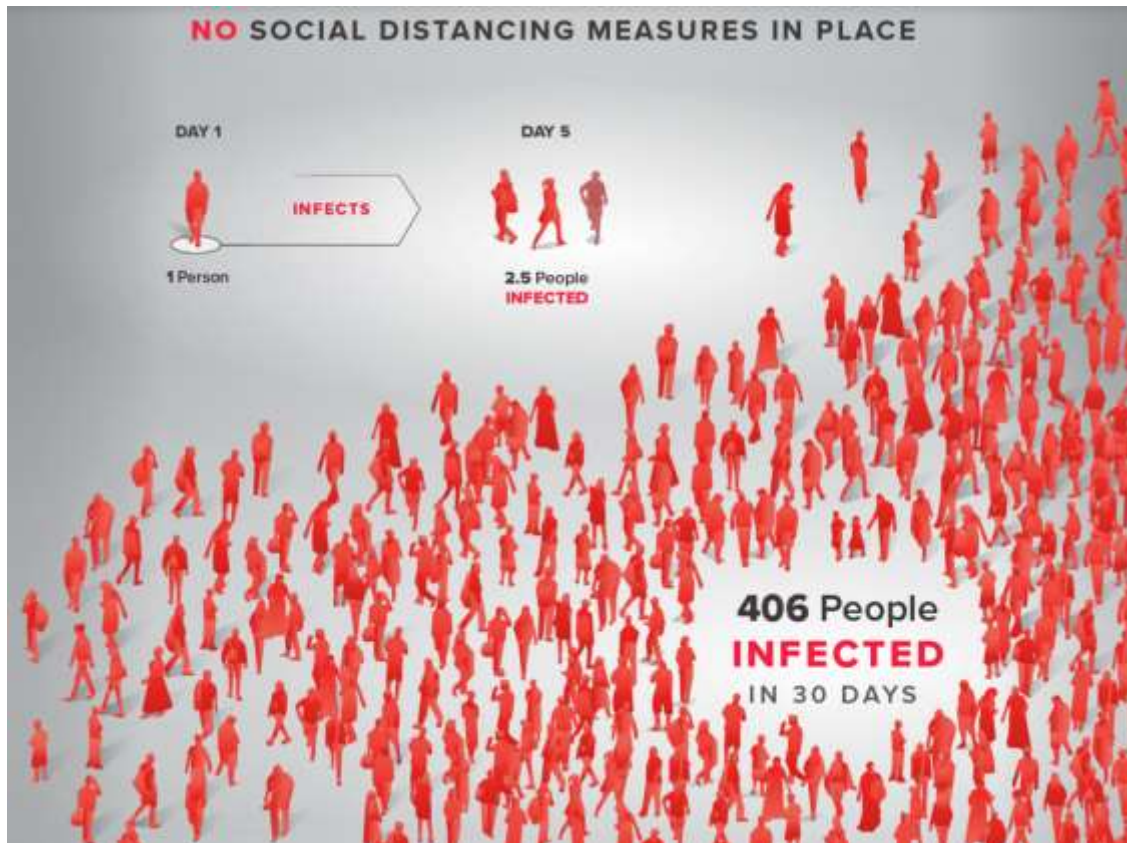 NO SOCIAL DISTANCING MEASURES IN PLACE
DAY 1
INFECTS
1 Person
DAY 5
2.5 People
INFECTED
406 People
INFECTED
IN 30 DAYS